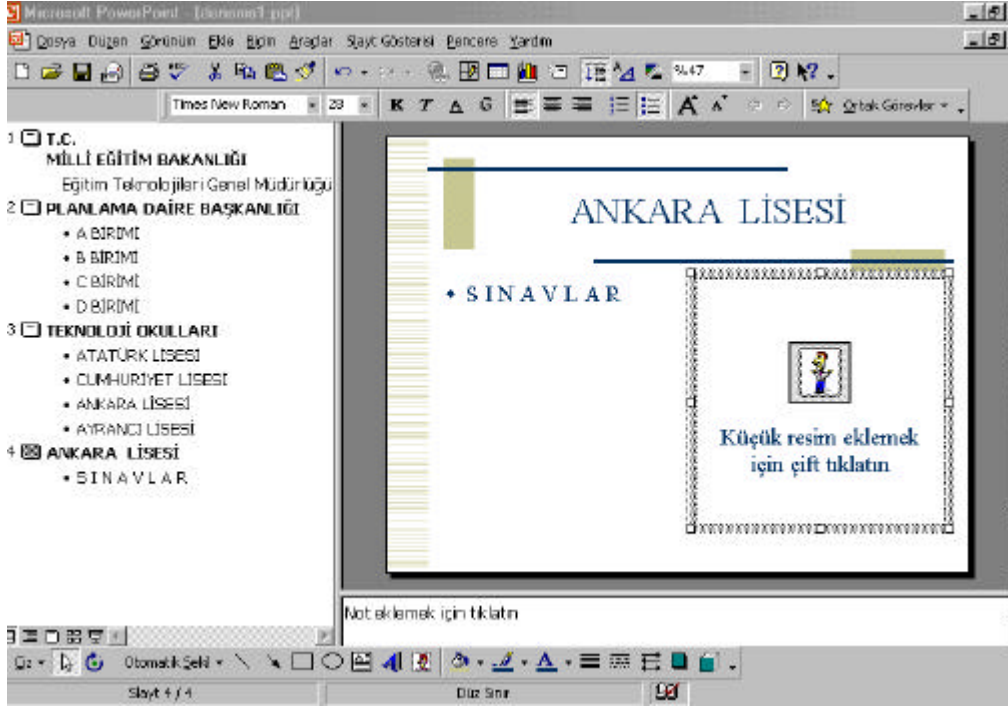 Microsoft PowerPoint - [deneme1.ppt]
Dosya Düzen Görünüm Ekle Biçim Araçlar Slayt Gösterisi Pencere Yardım
%47
Times New Roman 28 K T A G A A Ortak Görevler
1 T.C.
MİLLİ EĞİTİM BAKANLIĞI
Eğitim Teknolojileri Genel Müdürlüğü
2 PLANLAMA DAİRE BAŞKANLIĞI
• A BİRİMİ
• B BİRİMİ
• C BİRİMİ
• D BİRİMİ
3 TEKNOLOJİ OKULLARI
• ATATÜRK LİSESİ
• CUMHURİYET LİSESİ
• ANKARA LİSESİ
• AYRANCI LİSESİ
4 ANKARA LİSESİ
• S I N A V L A R
ANKARA LİSESİ
• S I N A V L A R
Küçük resim eklemek
için çift tıklatın
Not eklemek için tıklatın
Çiz Otomatik Şekil
Slayt 4 / 4 Düz Sınır